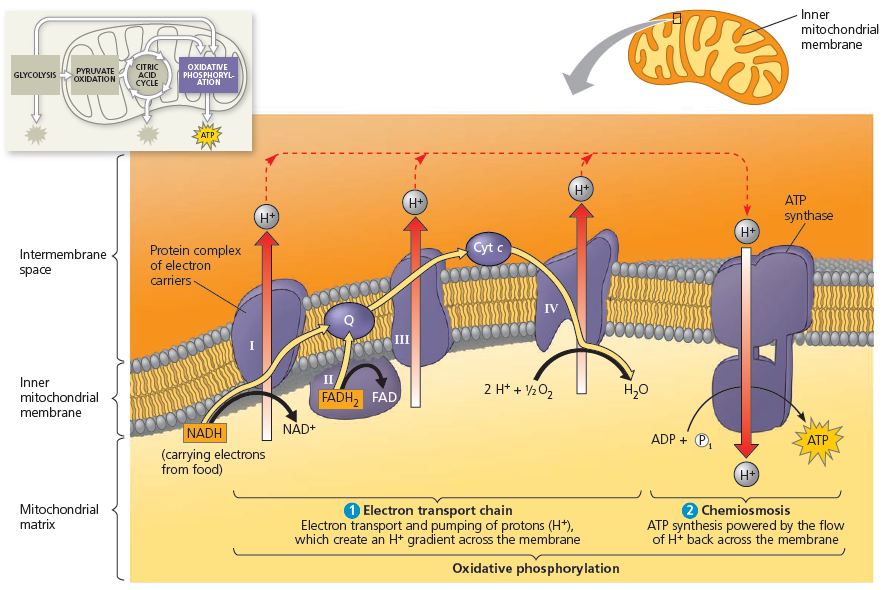 Inner
mitochondrial
membrane
GLYCOLYSIS
PYRUVATE
OXIDATION
CITRIC
ACID
CYCLE
OXIDATIVE
PHOSPHORYL-
ATION
ATP
Intermembrane
space
Inner
mitochondrial
membrane
Mitochondrial
matrix
Protein complex
of electron
carriers
H+
H+
H+
H+
ATP
synthase
Cyt c
Q
I
II
III
IV
FADH2
FAD
NADH
NAD+
(carrying electrons
from food)
2 H+ + ½ O2
H2O
ADP + Pi
ATP
H+
1 Electron transport chain
Electron transport and pumping of protons (H+),
which create an H+ gradient across the membrane
2 Chemiosmosis
ATP synthesis powered by the flow
of H+ back across the membrane
Oxidative phosphorylation